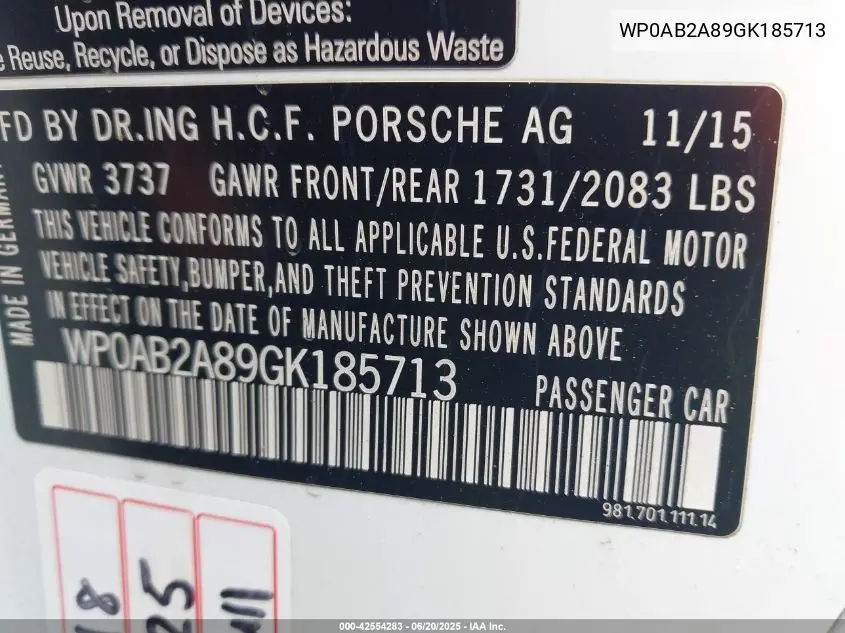 WP0AB2A89GK185713
Upon Removal of Devices:
Reuse, Recycle, or Dispose as Hazardous Waste
FD BY DR.ING H.C.F. PORSCHE AG 11/15
GVWR 3737 GAWR FRONT/REAR 1731/2083 LBS
THIS VEHICLE CONFORMS TO ALL APPLICABLE U.S.FEDERAL MOTOR
VEHICLE SAFETY,BUMPER,AND THEFT PREVENTION STANDARDS
IN EFFECT ON THE DATE OF MANUFACTURE SHOWN ABOVE
MADE IN GERMANY
WP0AB2A89GK185713
PASSENGER CAR
981.701.111.14
18
25
000-42554283 - 06/20/2025 - IAA Inc.